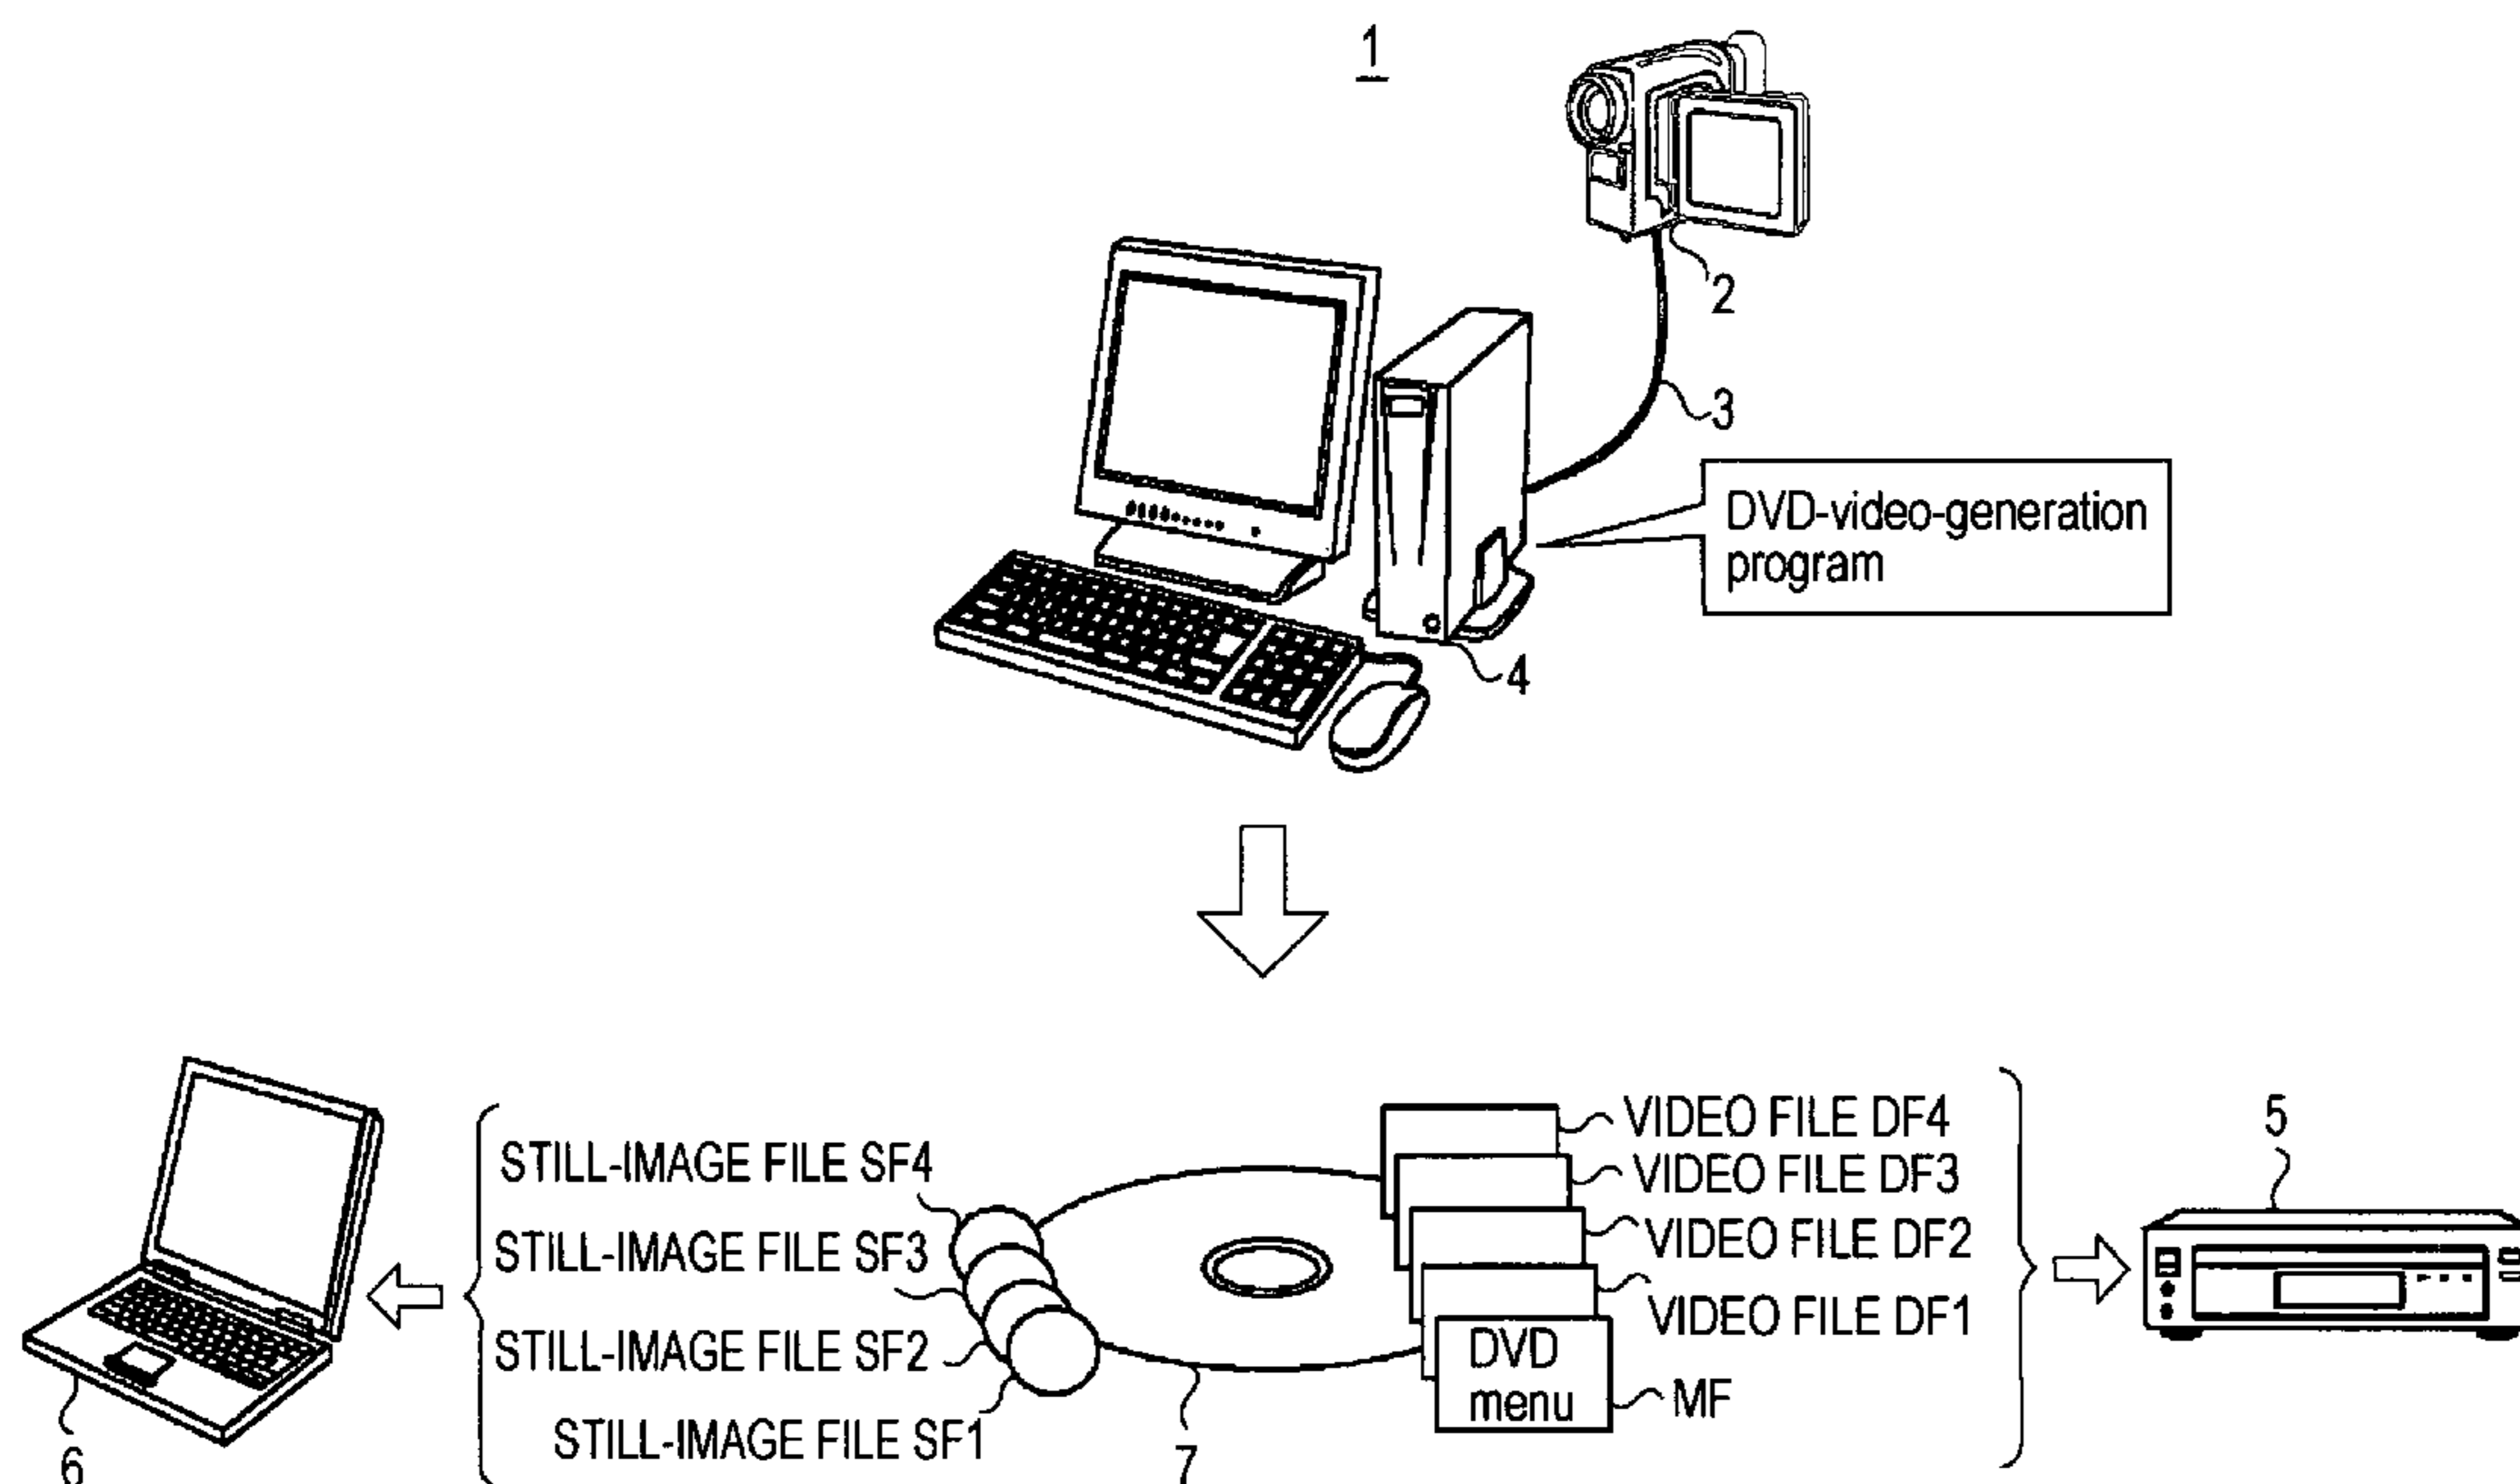 1
2
3
DVD-video-generation
program
4
VIDEO FILE DF4
VIDEO FILE DF3
VIDEO FILE DF2
VIDEO FILE DF1
DVD
menu
MF
5
STILL-IMAGE FILE SF4
STILL-IMAGE FILE SF3
STILL-IMAGE FILE SF2
STILL-IMAGE FILE SF1
6
7